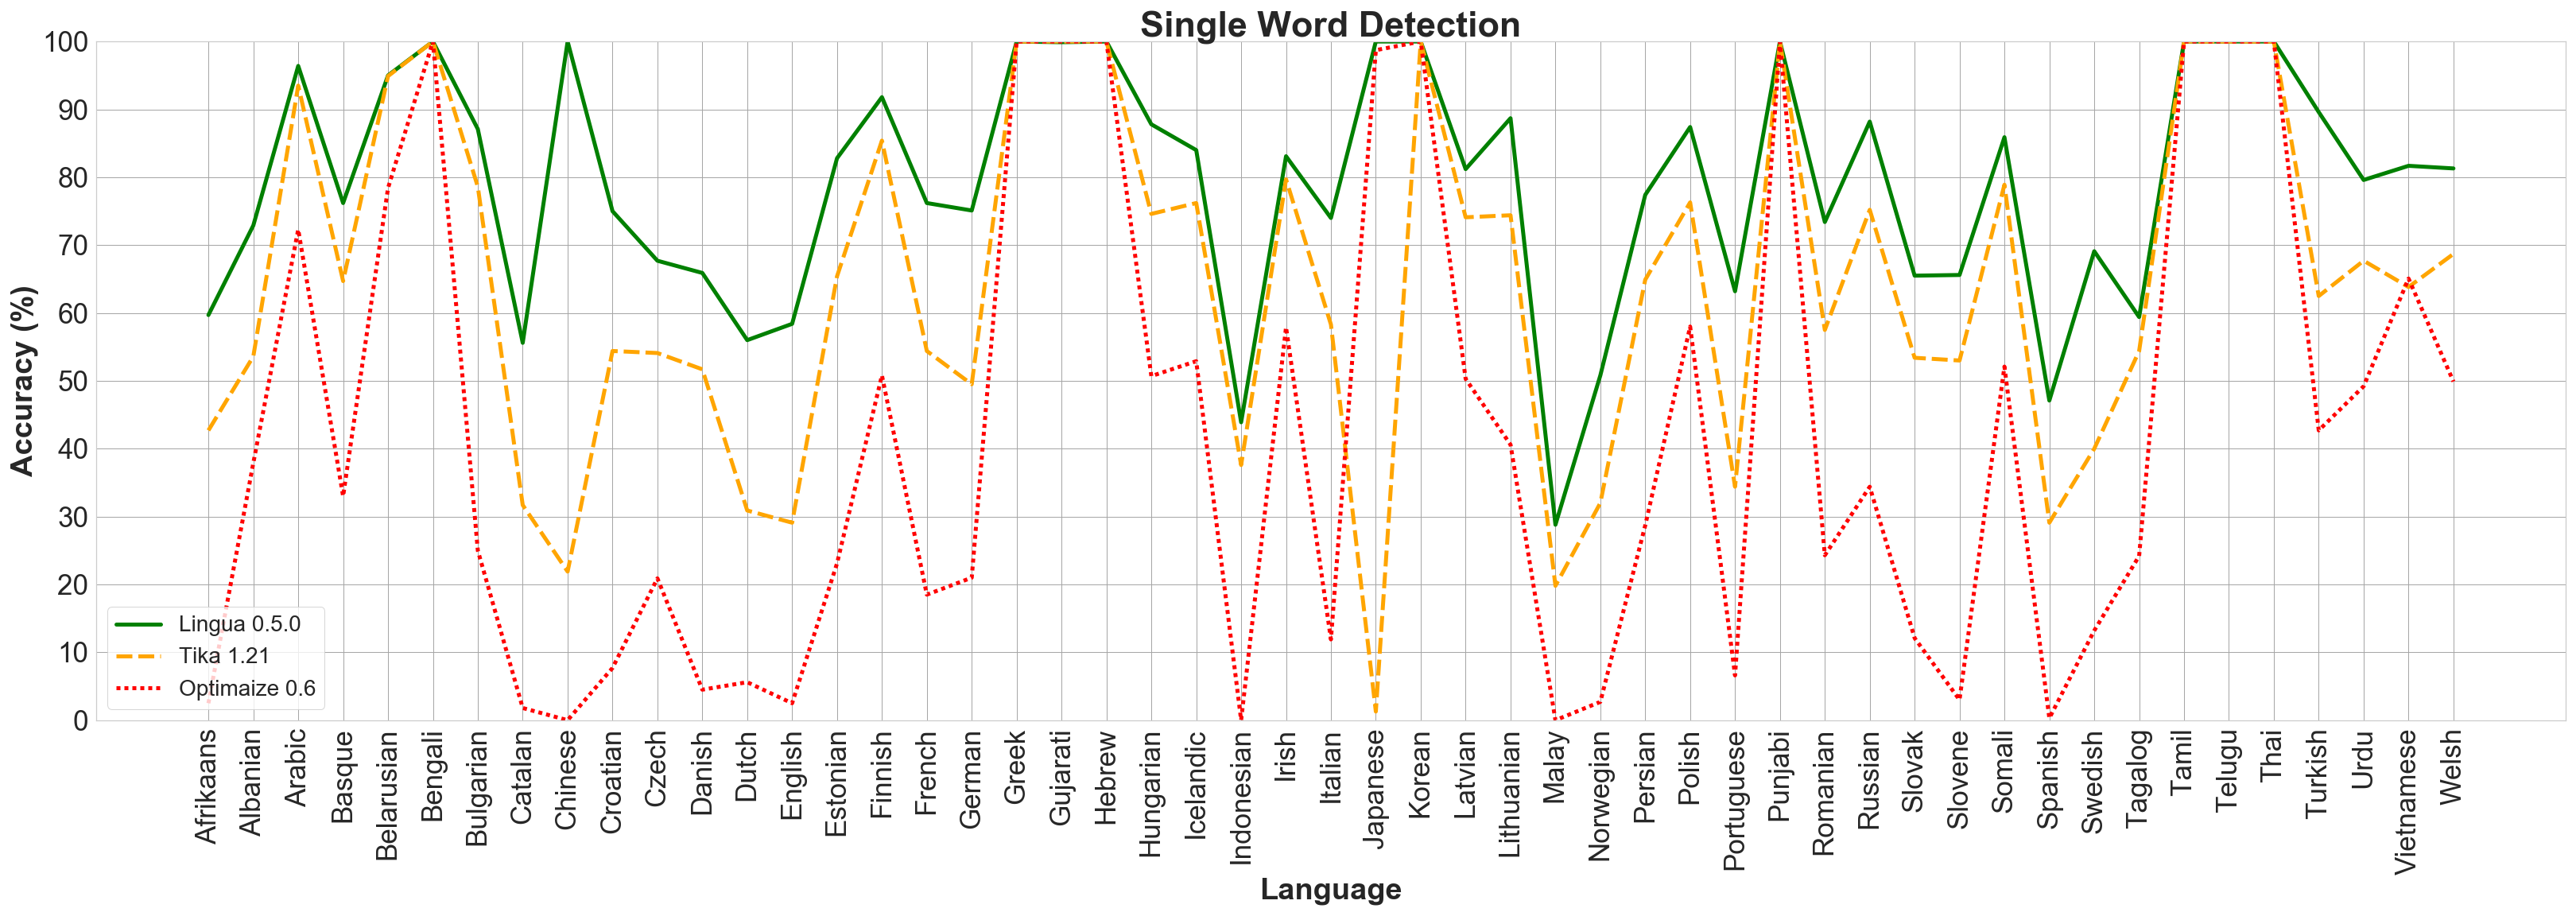 Single Word Detection
Accuracy (%)
100
90
80
70
60
50
40
30
20
10
0
Lingua 0.5.0
Tika 1.21
Optimaize 0.6
Afrikaans
Albanian
Arabic
Basque
Belarusian
Bengali
Bulgarian
Catalan
Chinese
Croatian
Czech
Danish
Dutch
English
Estonian
Finnish
French
German
Greek
Gujarati
Hebrew
Hungarian
Icelandic
Indonesian
Irish
Italian
Japanese
Korean
Latvian
Lithuanian
Malay
Norwegian
Persian
Polish
Portuguese
Punjabi
Romanian
Russian
Slovak
Slovene
Somali
Spanish
Swedish
Tagalog
Tamil
Telugu
Thai
Turkish
Urdu
Vietnamese
Welsh
Language